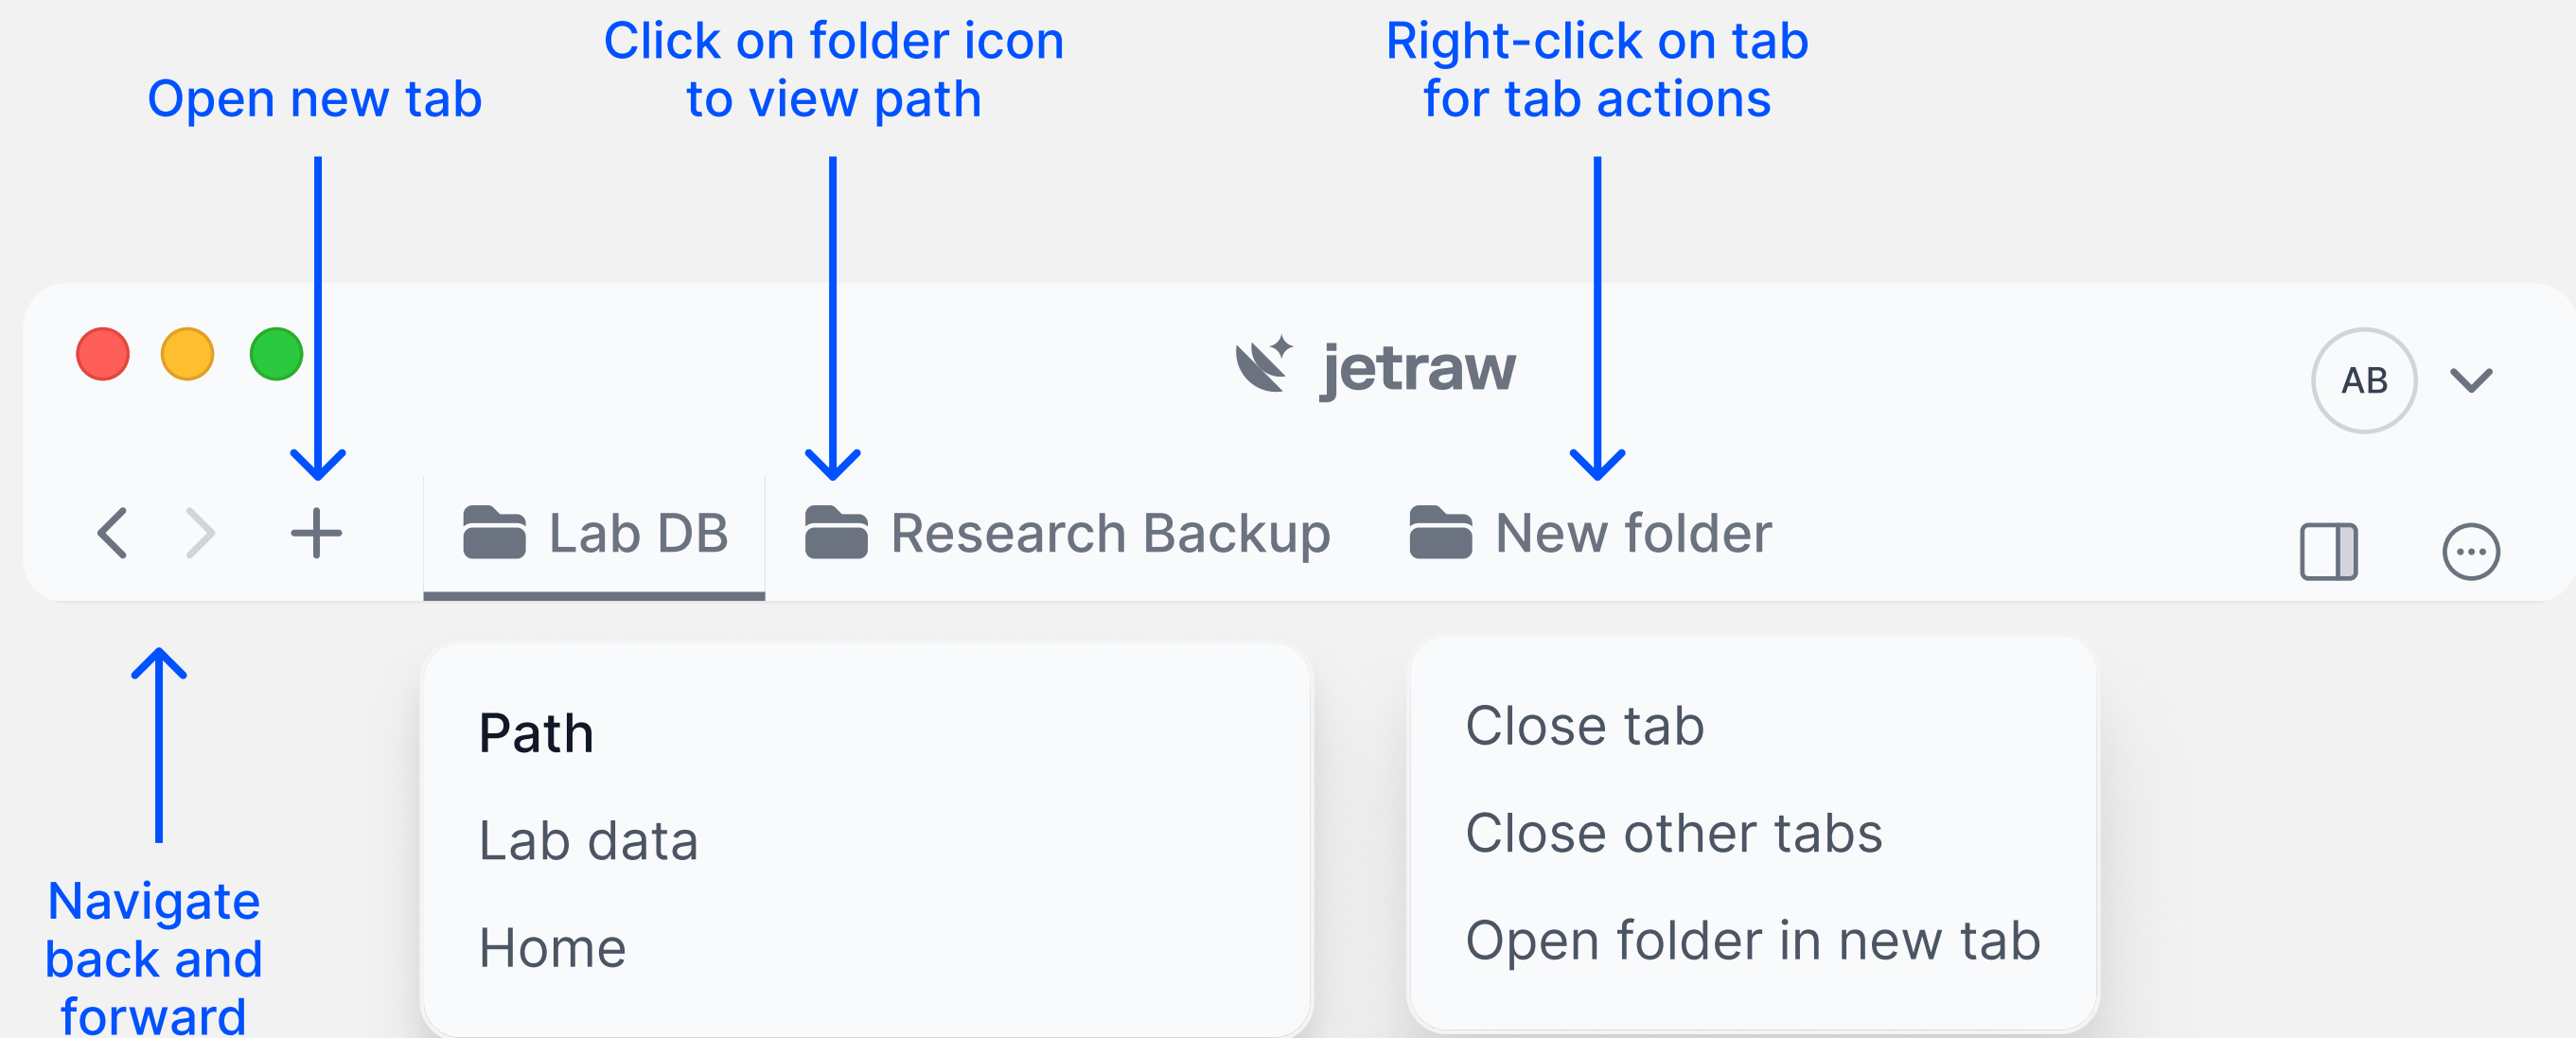 Click on folder icon
to view path
Right-click on tab
for tab actions
Open new tab
jetraw
AB
Lab DB
Research Backup
New folder
Path
Lab data
Home
Close tab
Close other tabs
Open folder in new tab
Navigate
back and
forward